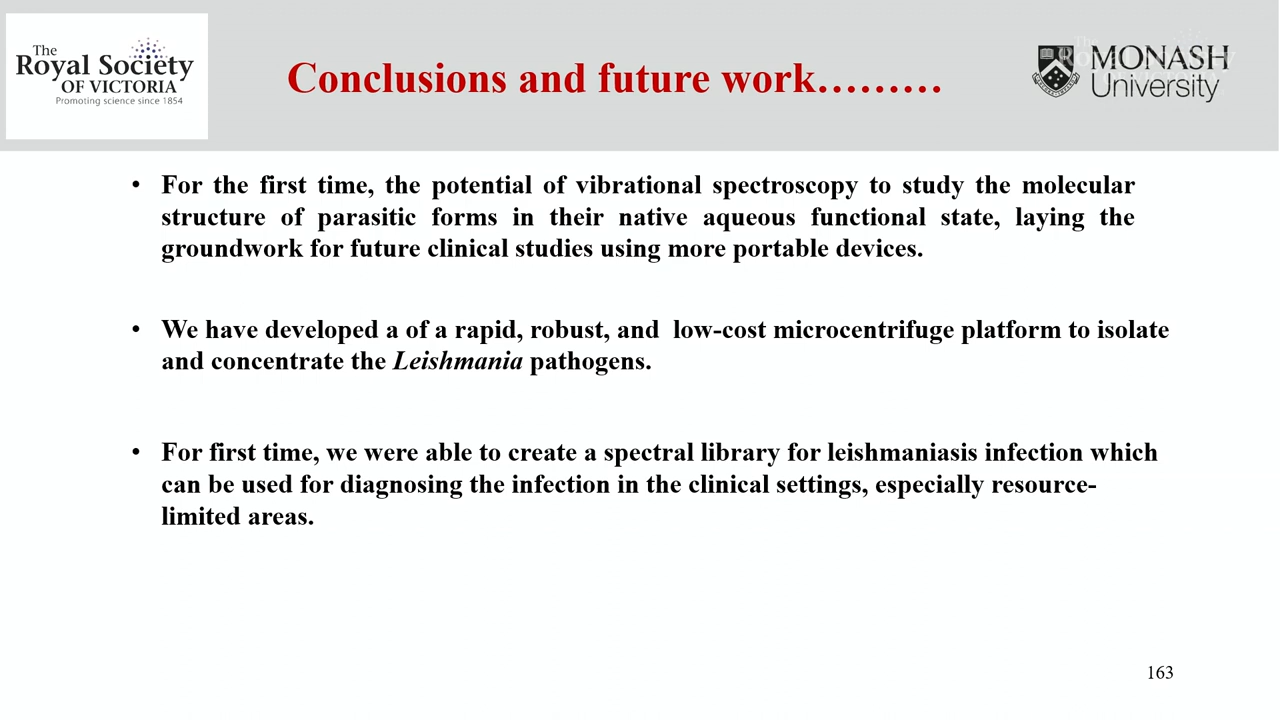 The
Royal Society
OF VICTORIA
Promoting science since 1854
Conclusions and future work………
MONASH
University
• For the first time, the potential of vibrational spectroscopy to study the molecular
structure of parasitic forms in their native aqueous functional state, laying the
groundwork for future clinical studies using more portable devices.
• We have developed a of a rapid, robust, and low-cost microcentrifuge platform to isolate
and concentrate the Leishmania pathogens.
• For first time, we were able to create a spectral library for leishmaniasis infection which
can be used for diagnosing the infection in the clinical settings, especially resource-
limited areas.
163